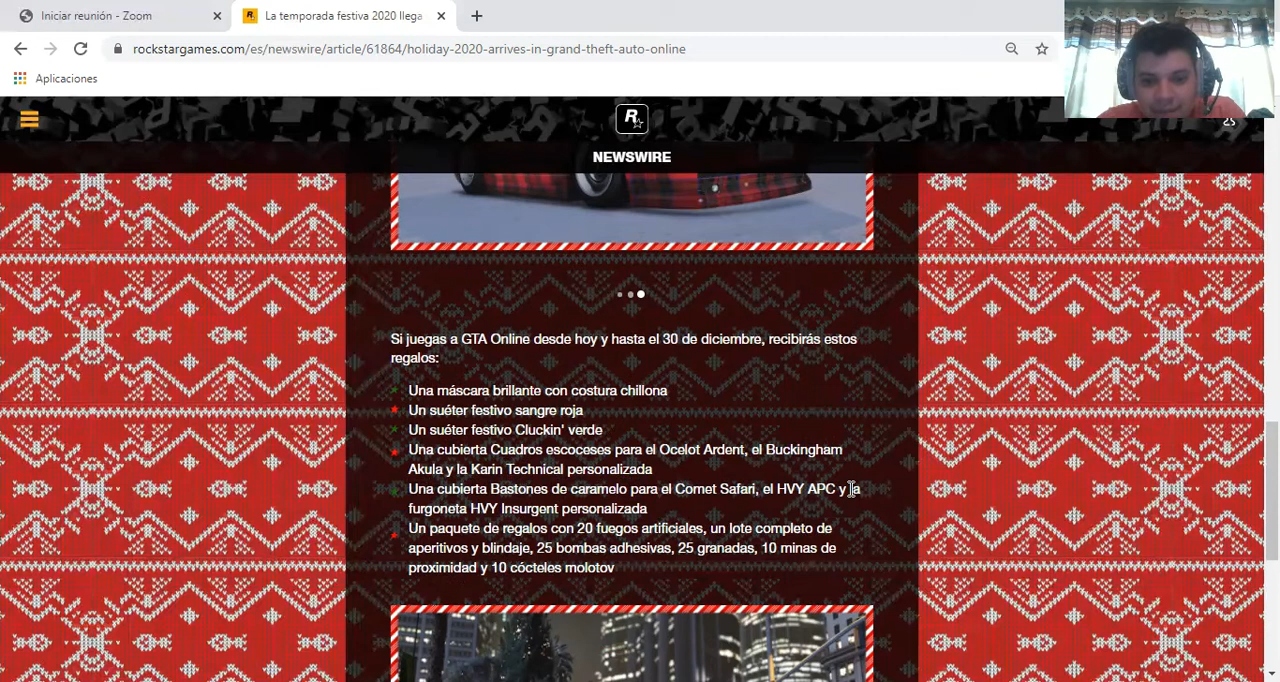 Iniciar reunión - Zoom
La temporada festiva 2020 llega
rockstargames.com/es/newswire/article/61864/holiday-2020-arrives-in-grand-theft-auto-online
Aplicaciones
R
NEWSWIRE
Si juegas a GTA Online desde hoy y hasta el 30 de diciembre, recibirás estos
regalos:
Una máscara brillante con costura chillona
Un suéter festivo sangre roja
Un suéter festivo Cluckin' verde
Una cubierta Cuadros escoceses para el Ocelot Ardent, el Buckingham
Akula y la Karin Technical personalizada
Una cubierta Bastones de caramelo para el Comet Safari, el HVY APC y la
furgoneta HVY Insurgent personalizada
Un paquete de regalos con 20 fuegos artificiales, un lote completo de
aperitivos y blindaje, 25 bombas adhesivas, 25 granadas, 10 minas de
proximidad y 10 cócteles molotov